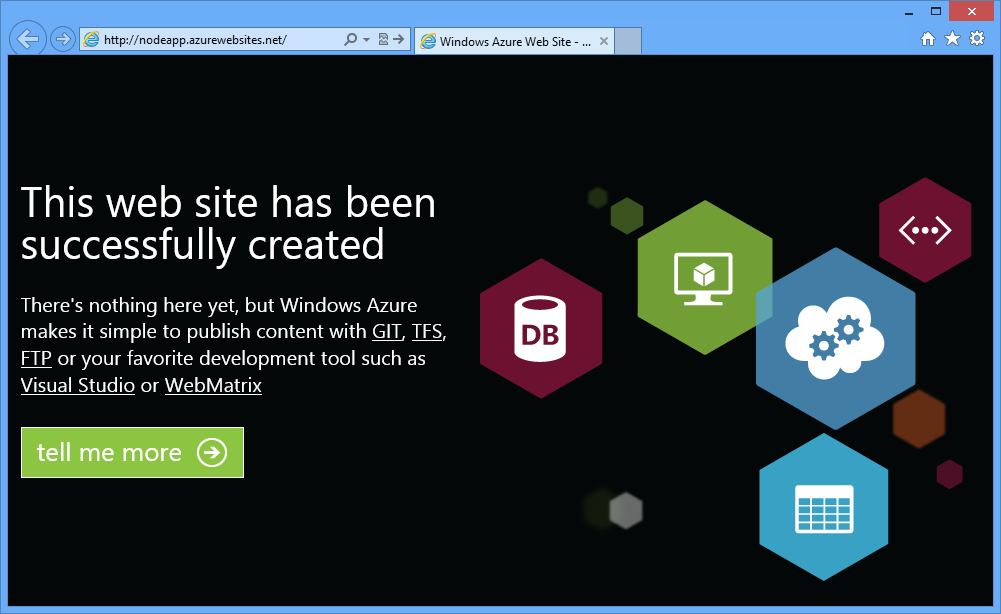 http://nodeapp.azurewebsites.net/
Windows Azure Web Site - ...
This web site has been
successfully created
There's nothing here yet, but Windows Azure
makes it simple to publish content with GIT, TFS,
FTP or your favorite development tool such as
Visual Studio or WebMatrix
tell me more
DB